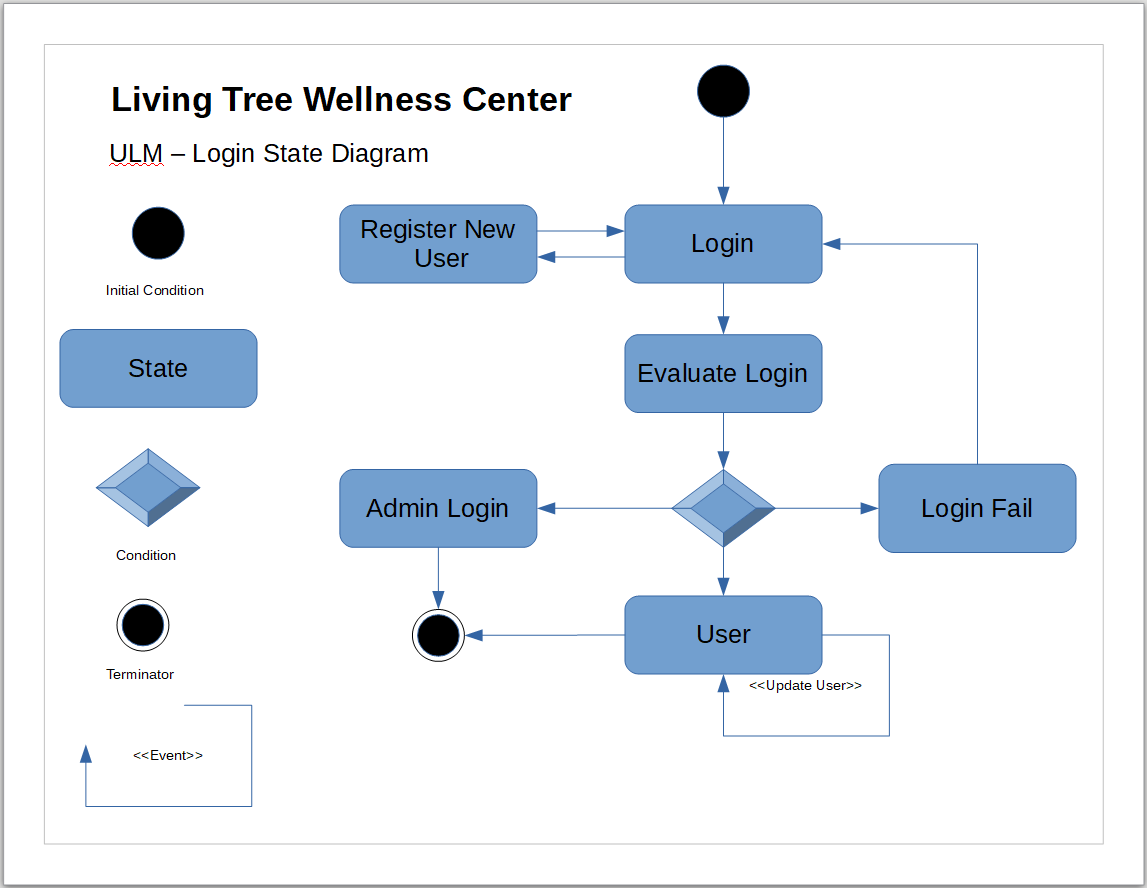 Living Tree Wellness Center
ULM – Login State Diagram
Initial Condition
State
Condition
Terminator
<<Event>>
Register New
User
Login
Evaluate Login
Admin Login
Login Fail
User
<<Update User>>